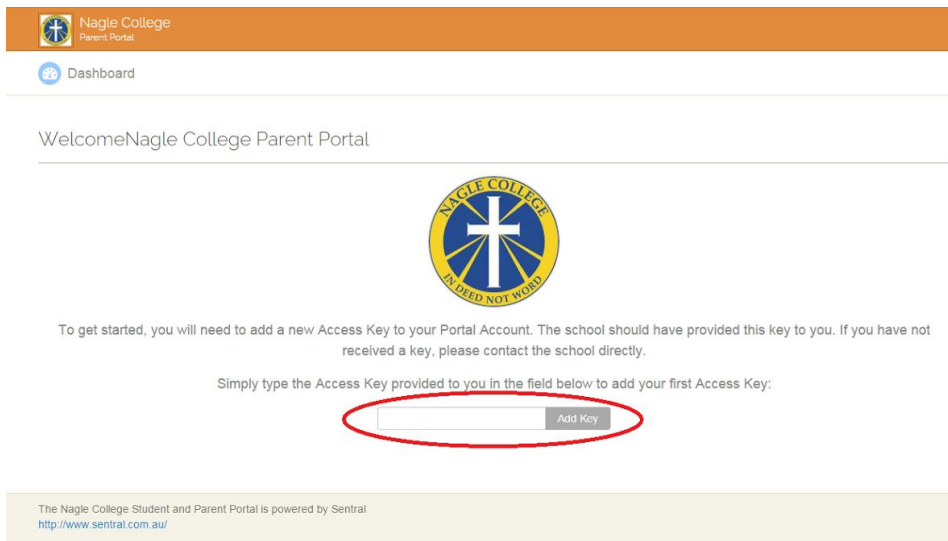 Nagle College
Parent Portal
Dashboard
WelcomeNagle College Parent Portal
NAGLE COLLEGE
IN DEED NOT WORD
To get started, you will need to add a new Access Key to your Portal Account. The school should have provided this key to you. If you have not
received a key, please contact the school directly.
Simply type the Access Key provided to you in the field below to add your first Access Key:
Add Key
The Nagle College Student and Parent Portal is powered by Sentral
http://www.sentral.com.au/